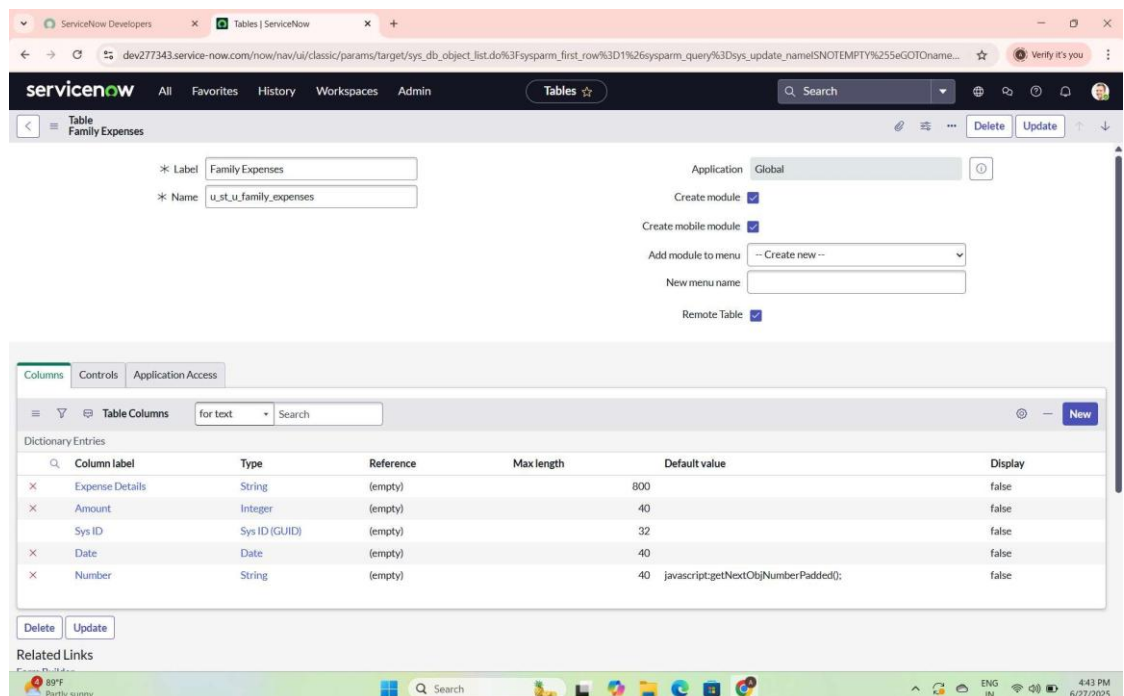 ServiceNow Developers × Tables | ServiceNow × +
dev277343.service-now.com/now/nav/ui/classic/params/target/sys_db_object_list.do%3Fsysparm_first_row%3D1%26sysparm_query%3Dsys_update_nameISNOTEMPTY%255eGOTOname... Verify it's you
servicenow All Favorites History Workspaces Admin Tables Search
Table
Family Expenses
Delete Update
* Label Family Expenses
Application Global
* Name u_st_u_family_expenses
Create module
Create mobile module
Add module to menu -- Create new --
New menu name
Remote Table
Columns Controls Application Access
Table Columns for text Search New
Dictionary Entries
Column label Type Reference Max length Default value Display
× Expense Details String (empty) 800 false
× Amount Integer (empty) 40 false
Sys ID Sys ID (GUID) (empty) 32 false
× Date Date (empty) 40 false
× Number String (empty) 40 javascript:getNextObjNumberPadded(); false
Delete Update
Related Links
Form Builder
4 89°F
Partly sunny
Search
ENG
IN
4:43 PM
6/27/2025